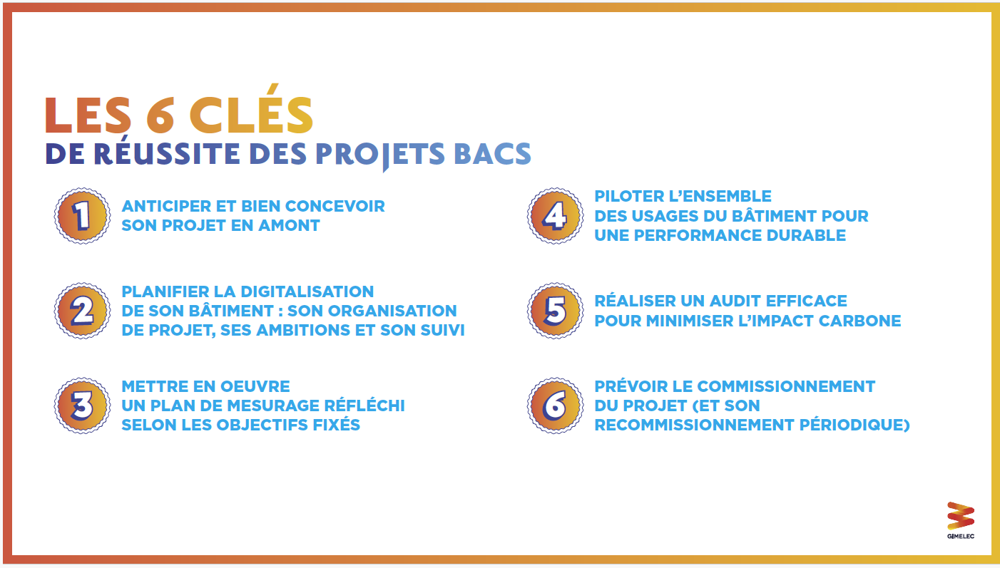 LES 6 CLÉS
DE RÉUSSITE DES PROJETS BACS
1
ANTICIPER ET BIEN CONCEVOIR
SON PROJET EN AMONT
2
PLANIFIER LA DIGITALISATION
DE SON BÂTIMENT : SON ORGANISATION
DE PROJET, SES AMBITIONS ET SON SUIVI
3
METTRE EN OEUVRE
UN PLAN DE MESURAGE RÉFLÉCHI
SELON LES OBJECTIFS FIXÉS
4
PILOTER L’ENSEMBLE
DES USAGES DU BÂTIMENT POUR
UNE PERFORMANCE DURABLE
5
RÉALISER UN AUDIT EFFICACE
POUR MINIMISER L’IMPACT CARBONE
6
PRÉVOIR LE COMMISSIONNEMENT
DU PROJET (ET SON
RECOMMISSIONNEMENT PÉRIODIQUE)
GIMELEC